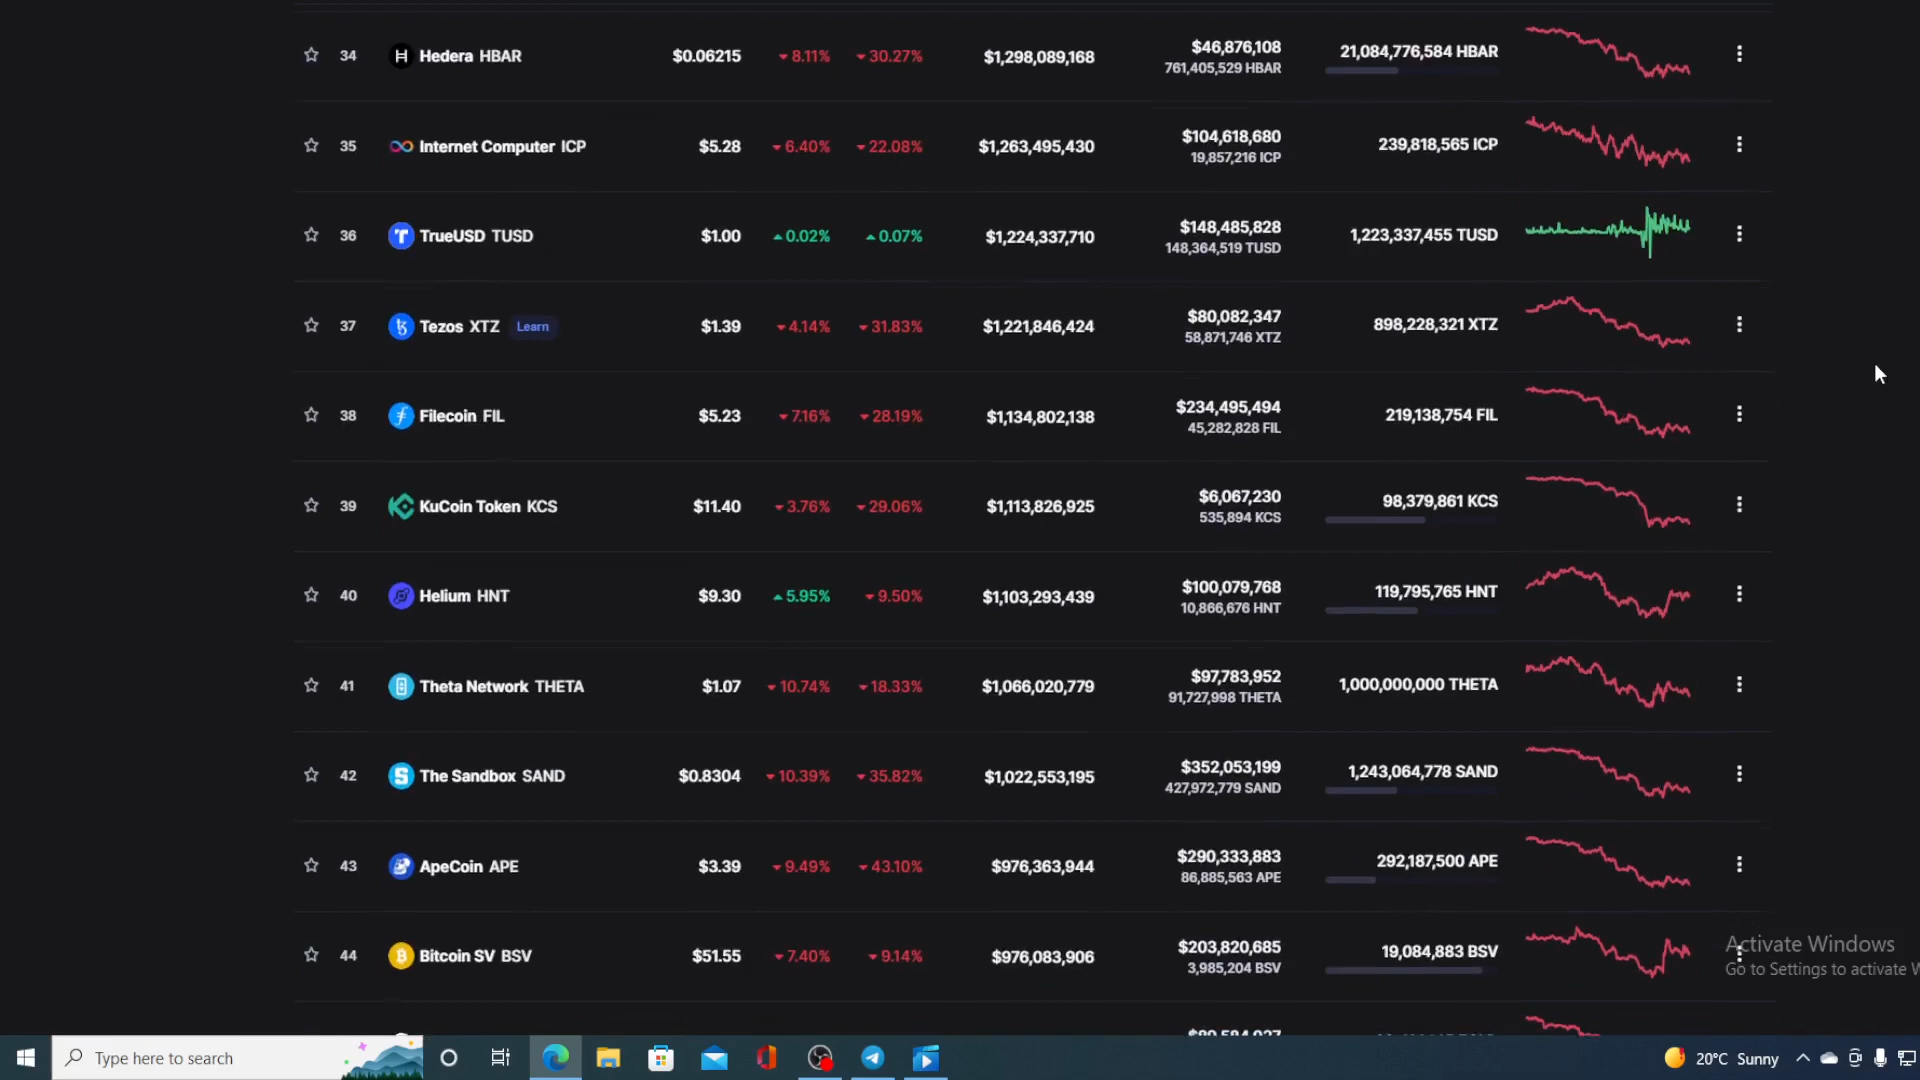 34 Hedera HBAR $0.06215 8.11% 30.27% $1,298,089,168 $46,876,108 21,084,776,584 HBAR
761,405,529 HBAR
35 Internet Computer ICP $5.28 6.40% 22.08% $1,263,495,430 $104,618,680 239,818,565 ICP
19,857,216 ICP
36 TrueUSD TUSD $1.00 0.02% 0.07% $1,224,337,710 $148,485,828 1,223,337,455 TUSD
148,364,519 TUSD
37 Tezos XTZ Learn $1.39 4.14% 31.83% $1,221,846,424 $80,082,347 898,228,321 XTZ
58,871,746 XTZ
38 Filecoin FIL $5.23 7.16% 28.19% $1,134,802,138 $234,495,494 219,138,754 FIL
45,282,828 FIL
39 KuCoin Token KCS $11.40 3.76% 29.06% $1,113,826,925 $6,067,230 98,379,861 KCS
535,894 KCS
40 Helium HNT $9.30 5.95% 9.50% $1,103,293,439 $100,079,768 119,795,765 HNT
10,866,676 HNT
41 Theta Network THETA $1.07 10.74% 18.33% $1,066,020,779 $97,783,952 1,000,000,000 THETA
91,727,998 THETA
42 The Sandbox SAND $0.8304 10.39% 35.82% $1,022,553,195 $352,053,199 1,243,064,778 SAND
427,972,779 SAND
43 ApeCoin APE $3.39 9.49% 43.10% $976,363,944 $290,333,883 292,187,500 APE
86,885,563 APE
44 Bitcoin SV BSV $51.55 7.40% 9.14% $976,083,906 $203,820,685 19,084,883 BSV
3,985,204 BSV
Activate Windows
Go to Settings to activate W
Type here to search
20°C Sunny